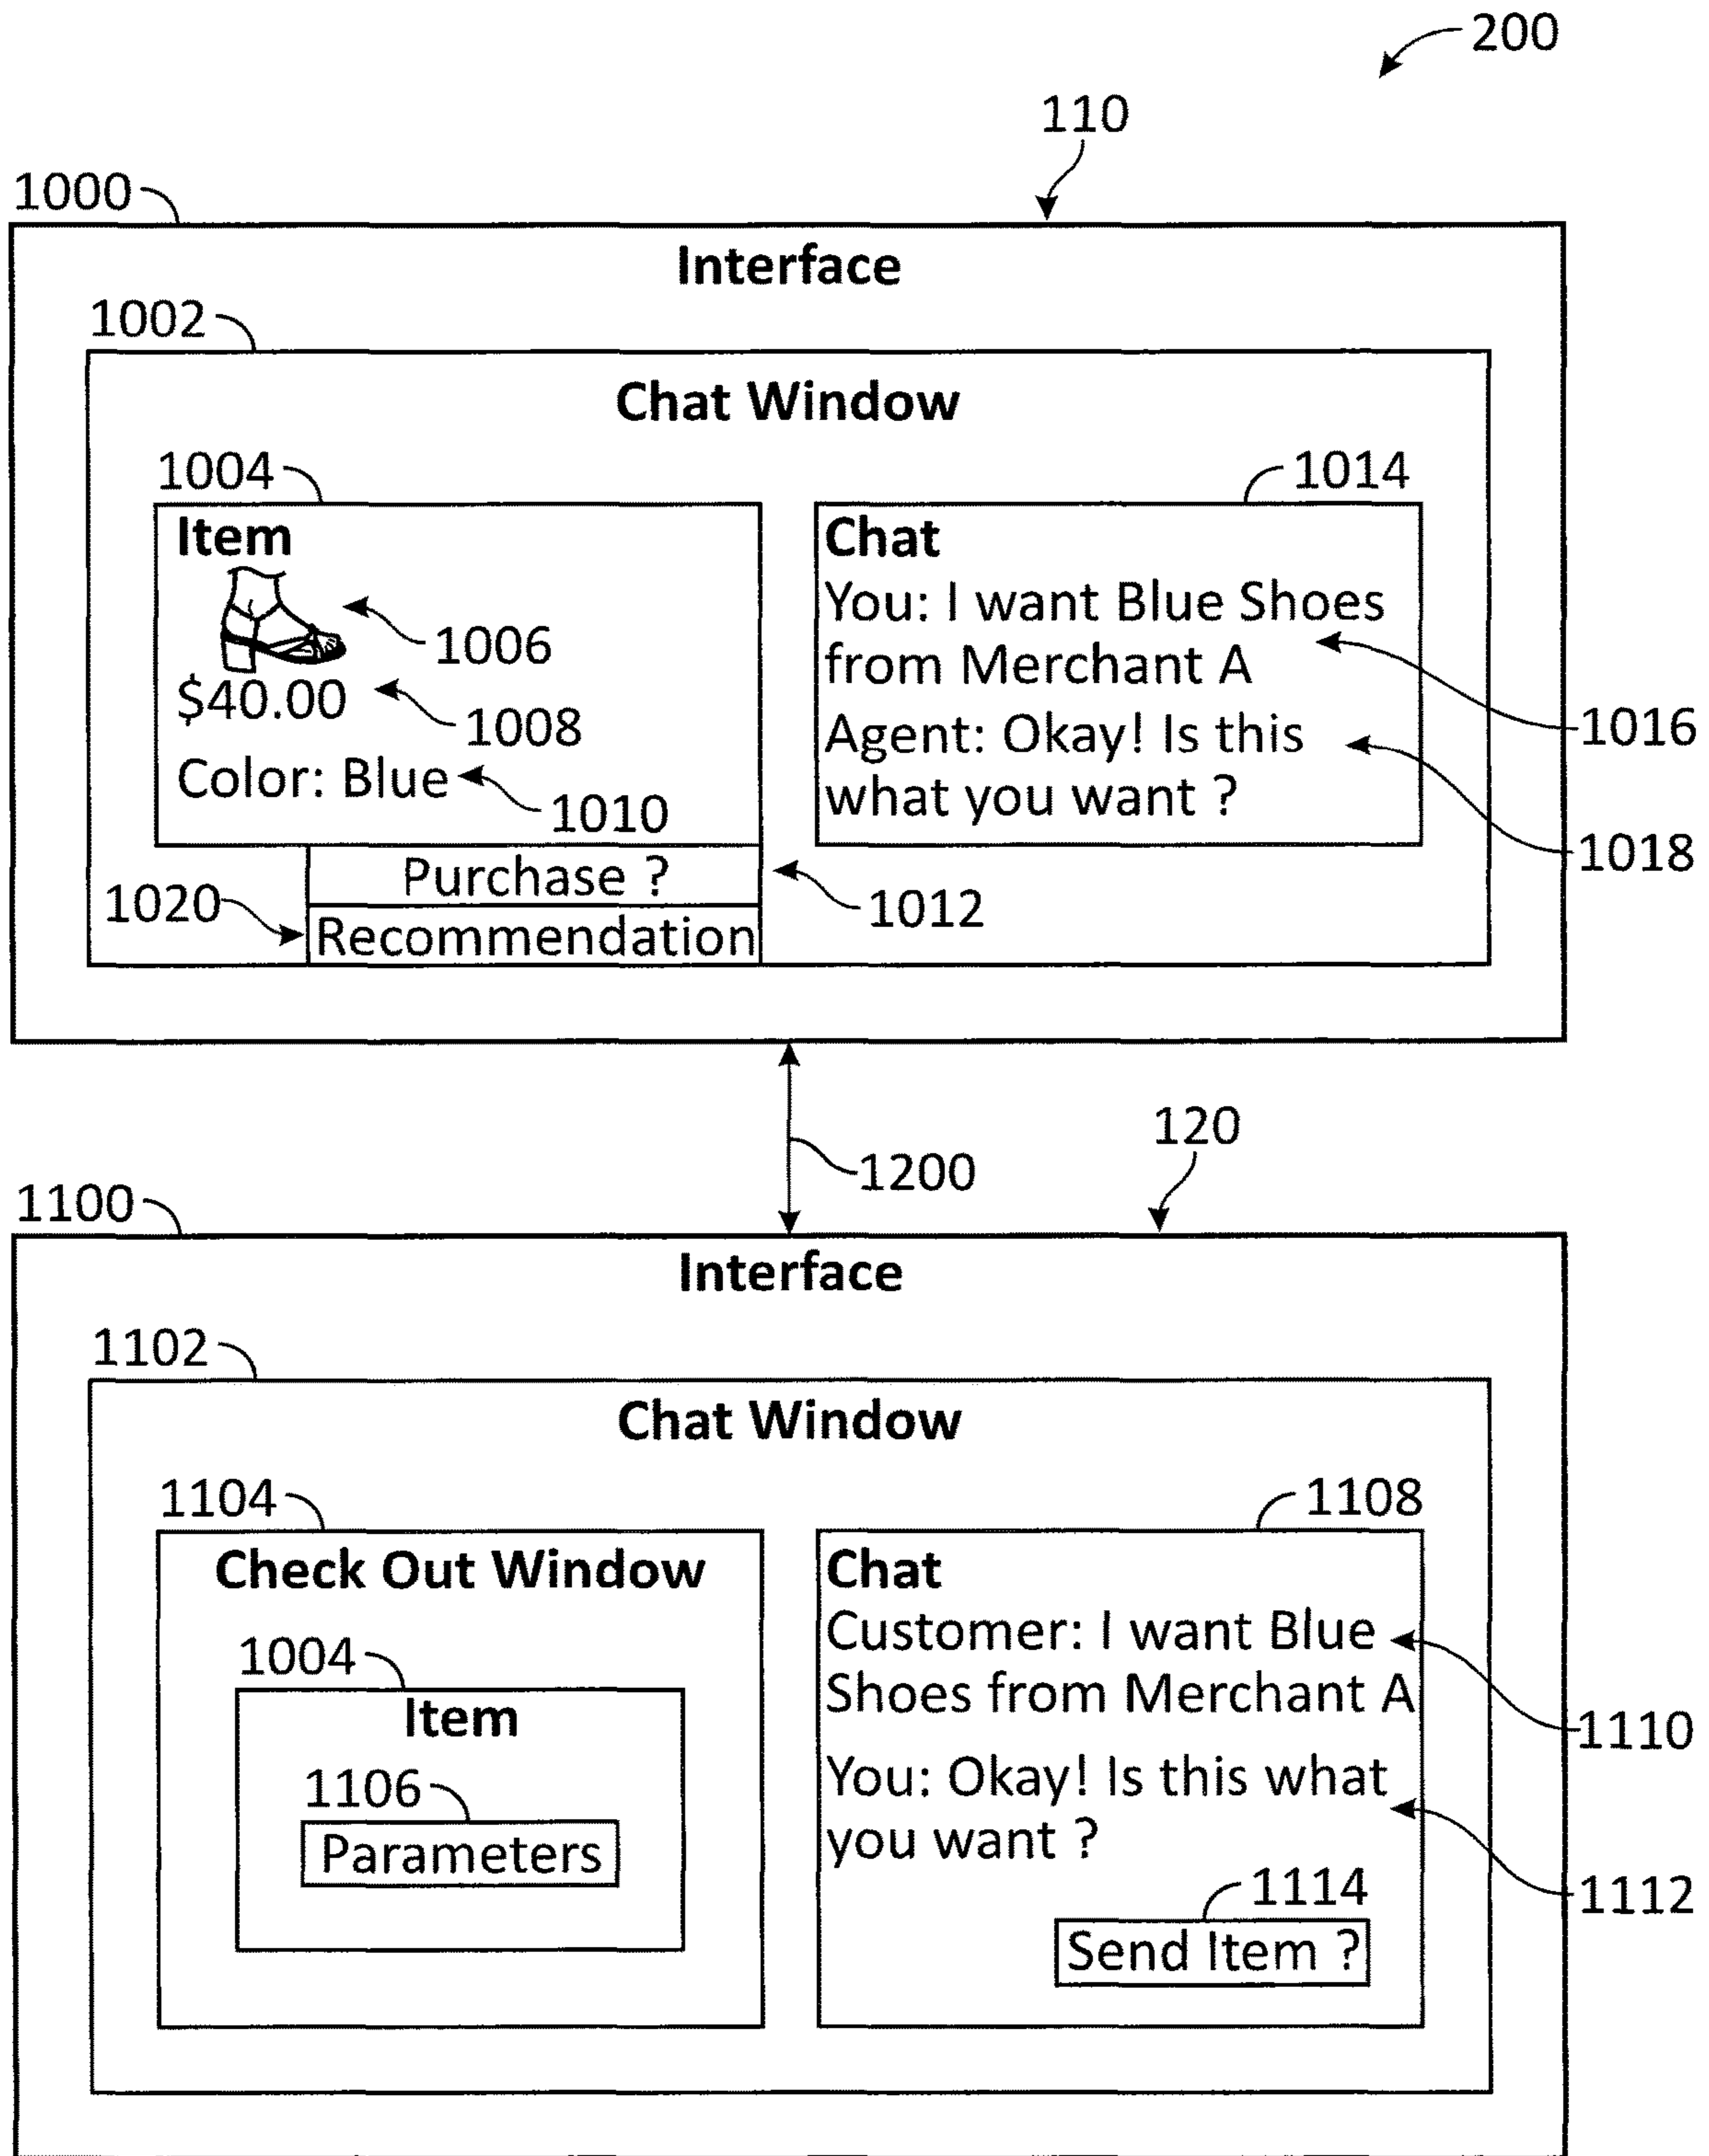 200
110
1000
Interface
1002
Chat Window
1004
Item
1006
$40.00
1008
Color: Blue
1010
Purchase ?
1012
1020
Recommendation
1014
Chat
You: I want Blue Shoes
from Merchant A
1016
Agent: Okay! Is this
what you want ?
1018
1200
120
1100
Interface
1102
Chat Window
1104
Check Out Window
1004
Item
1106
Parameters
1108
Chat
Customer: I want Blue
Shoes from Merchant A
1110
You: Okay! Is this what
you want ?
1112
1114
Send Item ?